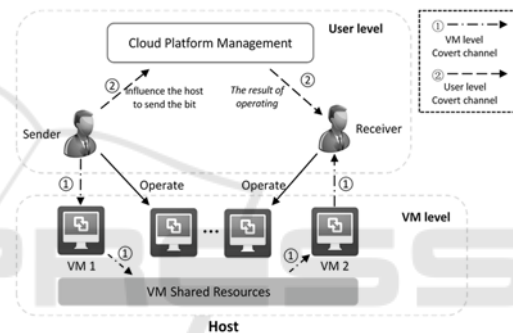 User level
Cloud Platform Management
②
Influence the host
to send the bit
The result of
operating
②
Sender
Receiver
①
VM level
Covert channel
②
User level
Covert channel
①
Operate
Operate
①
VM level
VM 1
①
...
①
VM 2
VM Shared Resources
Host